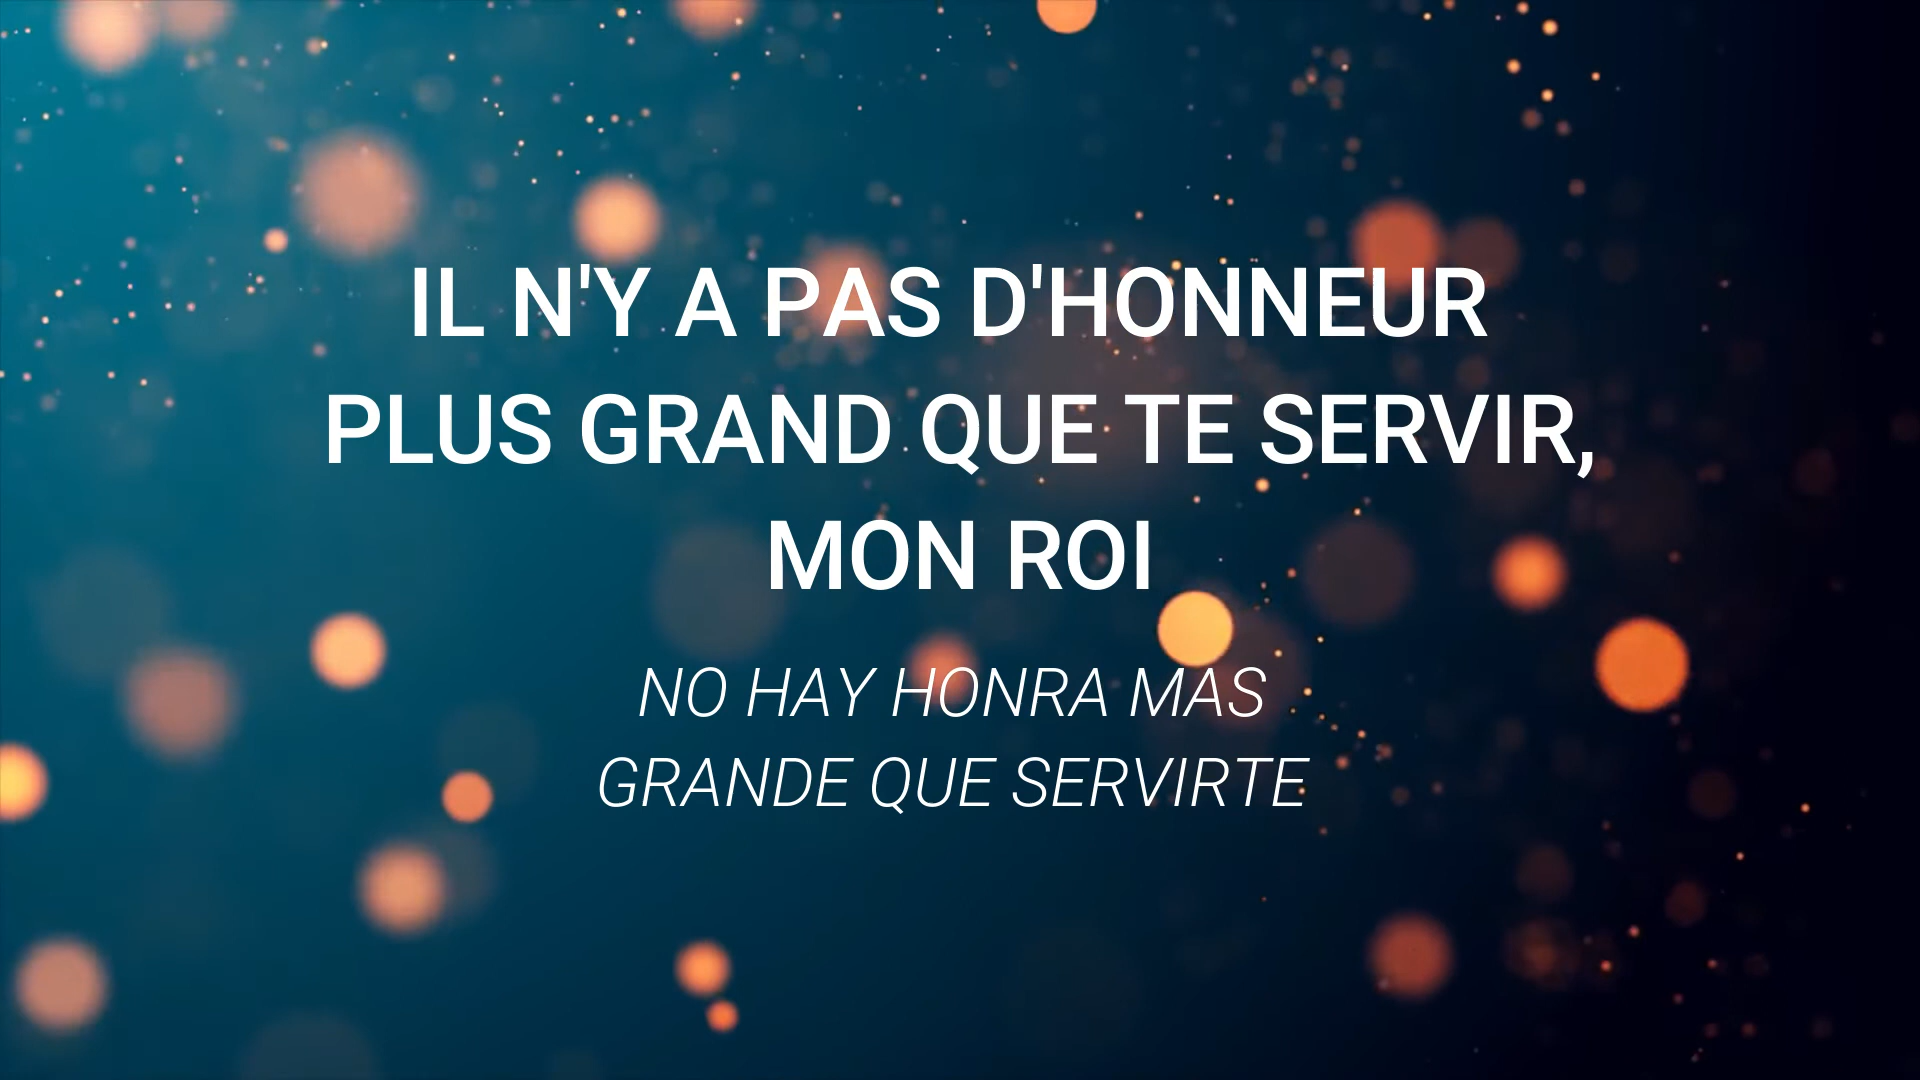 IL N'Y A PAS D'HONNEUR
PLUS GRAND QUE TE SERVIR,
MON ROI
NO HAY HONRA MAS
GRANDE QUE SERVIRTE